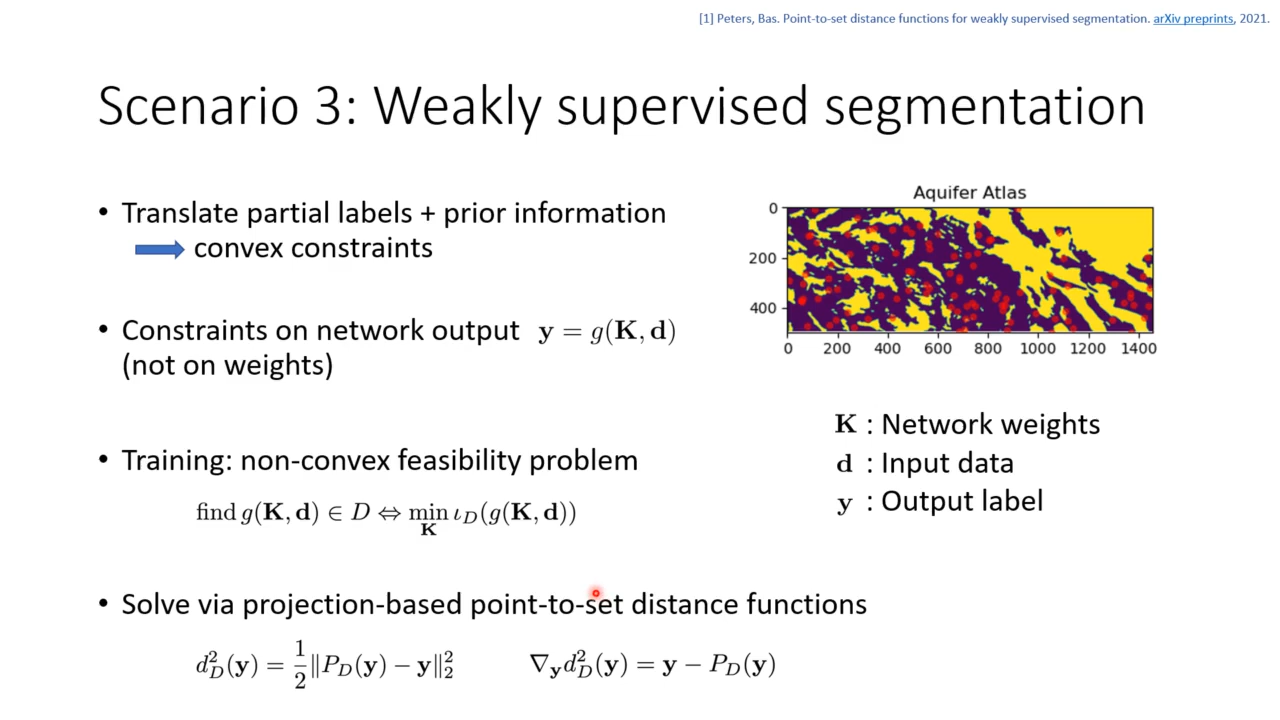 [1] Peters, Bas. Point-to-set distance functions for weakly supervised segmentation. arXiv preprints, 2021.
Scenario 3: Weakly supervised segmentation
• Translate partial labels + prior information
convex constraints
• Constraints on network output y = g(K, d)
(not on weights)
• Training: non-convex feasibility problem
find g(K, d) ∈ D ⇔ min_K ι_D(g(K, d))
• Solve via projection-based point-to-set distance functions
d²_D(y) = 1/2 ‖P_D(y) − y‖²₂    ∇_y d²_D(y) = y − P_D(y)
Aquifer Atlas
0
200
400
0 200 400 600 800 1000 1200 1400
K : Network weights
d : Input data
y : Output label